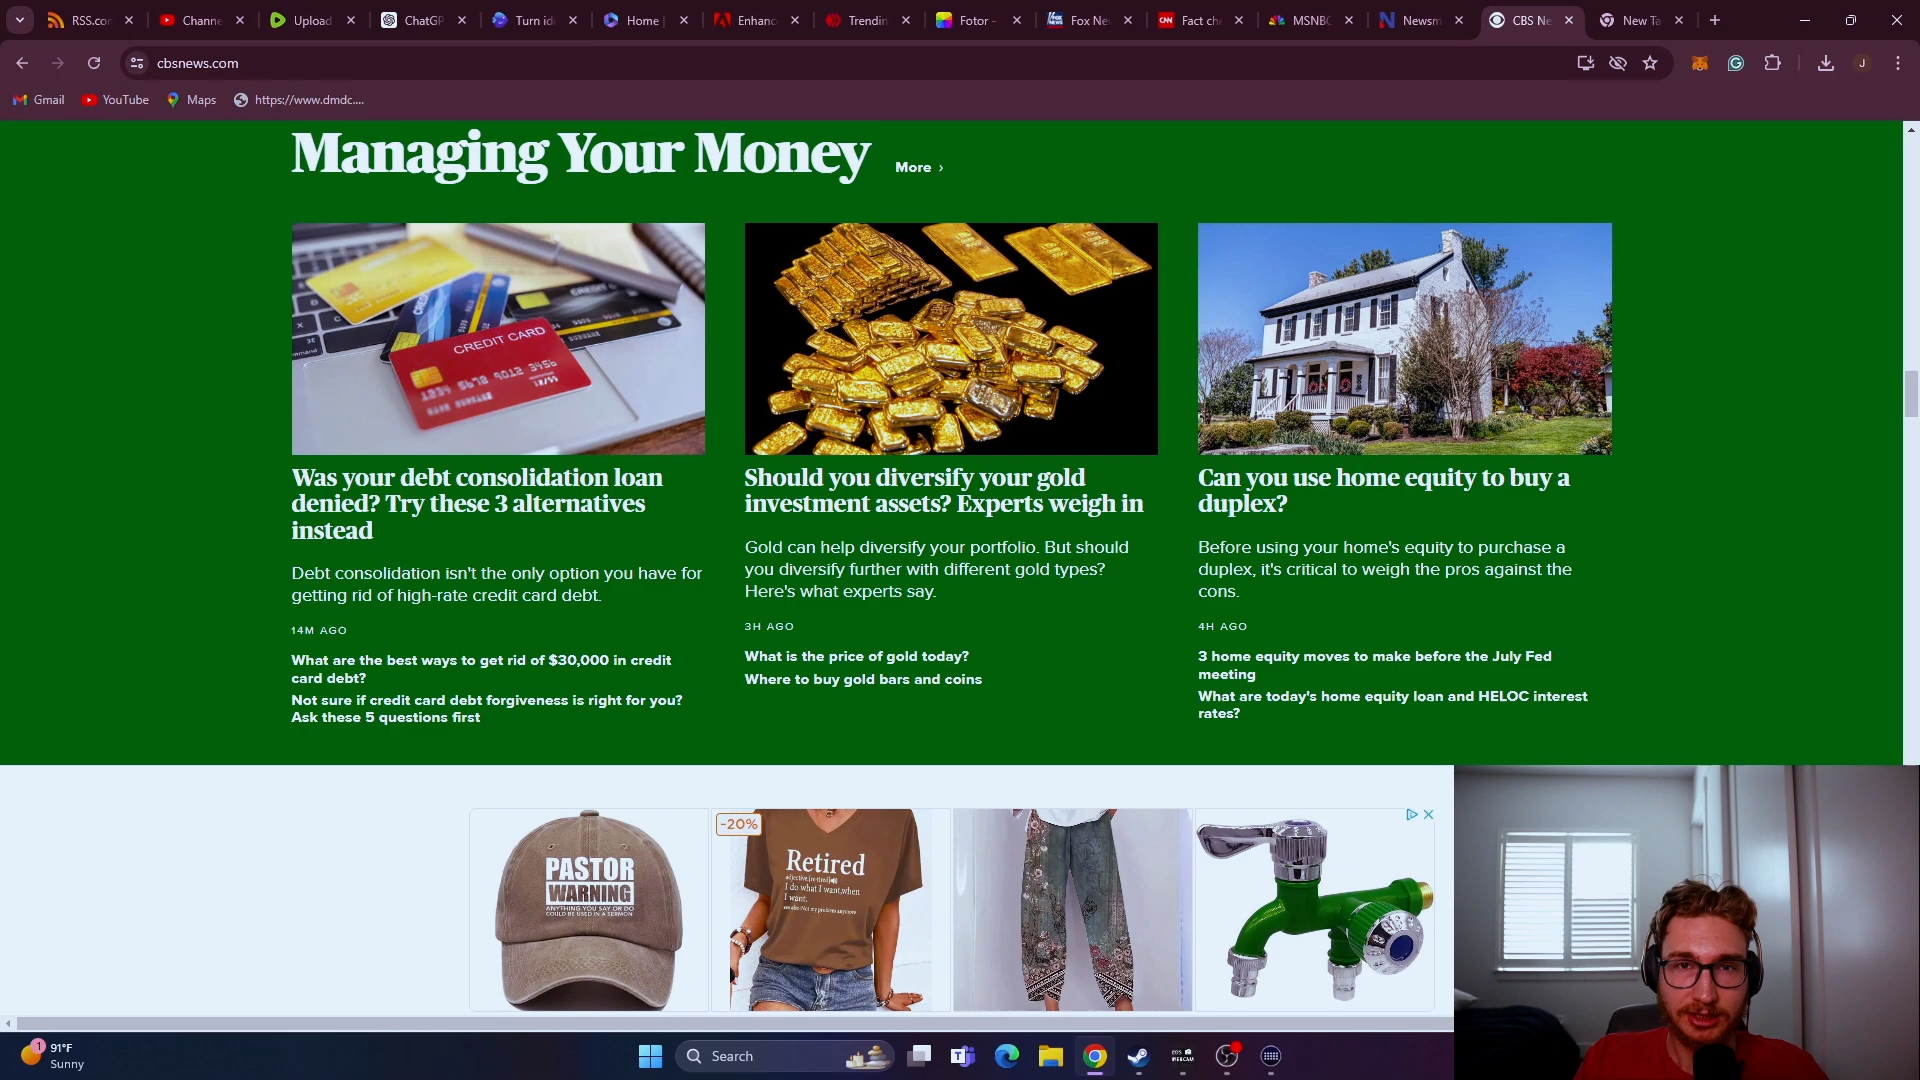 RSS.con
Channe
Upload
ChatGP
Turn id
Home |
Enhanc
Trendin
Fotor -
Fox Ne
Fact ch
MSNBC
Newsm
CBS Ne
New Ta
cbsnews.com
J
Gmail
YouTube
Maps
https://www.dmdc....
Managing Your Money
More ›
CREDIT CARD
Was your debt consolidation loan
denied? Try these 3 alternatives
instead
Debt consolidation isn't the only option you have for
getting rid of high-rate credit card debt.
14M AGO
What are the best ways to get rid of $30,000 in credit
card debt?
Not sure if credit card debt forgiveness is right for you?
Ask these 5 questions first
Should you diversify your gold
investment assets? Experts weigh in
Gold can help diversify your portfolio. But should
you diversify further with different gold types?
Here's what experts say.
3H AGO
What is the price of gold today?
Where to buy gold bars and coins
Can you use home equity to buy a
duplex?
Before using your home's equity to purchase a
duplex, it's critical to weigh the pros against the
cons.
4H AGO
3 home equity moves to make before the July Fed
meeting
What are today's home equity loan and HELOC interest
rates?
PASTOR
WARNING
ANYTHING YOU SAY OR DO
COULD BE USED IN A SERMON
-20%
Retired
I do what I want,when
I want.
1
91°F
Sunny
Search
EOS
WEBCAM